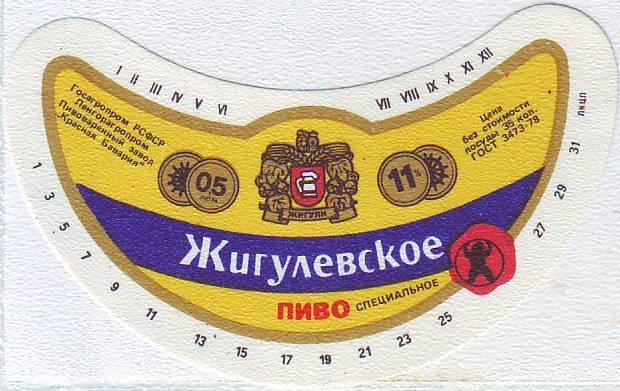 I II III IV V VI
VII VIII IX X XI XII
Госагропром РСФСР
Ленгорагропром
Пивоваренный завод
„Красная Бавария“
Цена
без стоимости
посуды 35 коп.
ГОСТ 3473-78
05
ЛИТРА
11%
ЖИГУЛИ
Жигулевское
ПИВО СПЕЦИАЛЬНОЕ
1 3 5 7 9 11 13 15 17 19 21 23 25 27 29 31